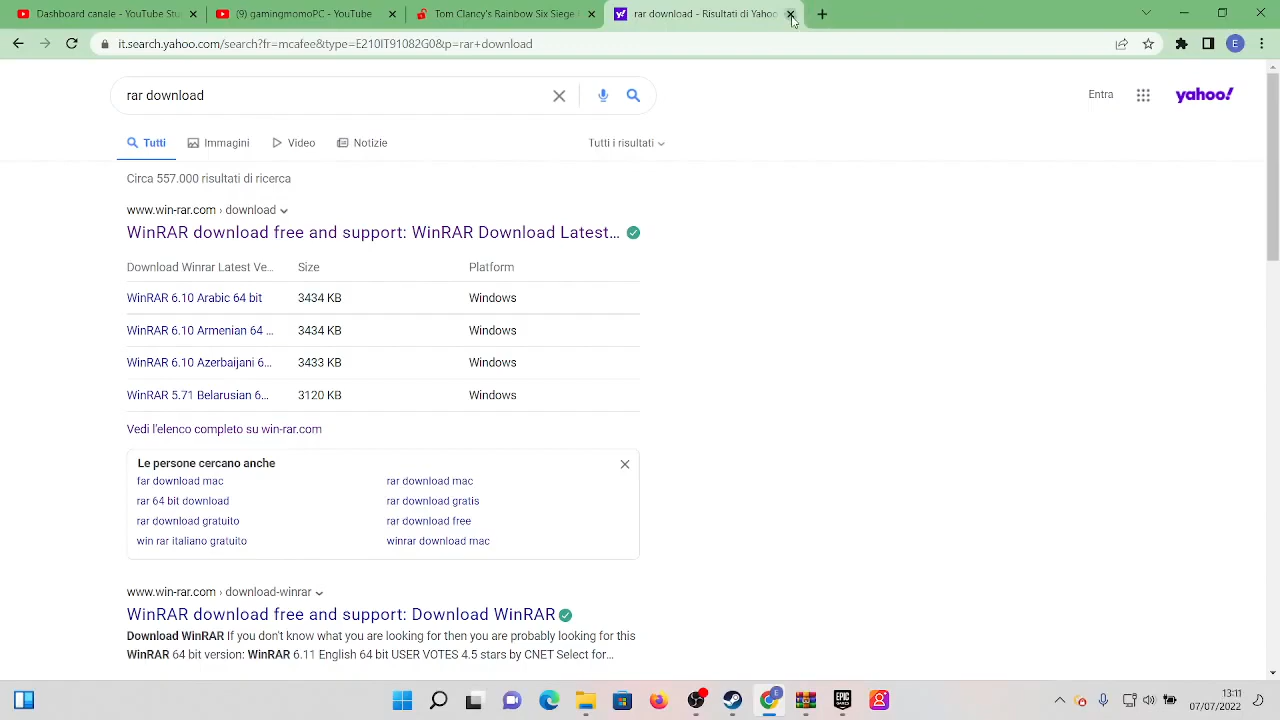 Dashboard canale - YouTube Stu
(9) gamingmomoPC - YouTube
Tom Clancy's Rainbow Six Siege
rar download - Risultati di Yahoo
it.search.yahoo.com/search?fr=mcafee&type=E210IT91082G0&p=rar+download
E
rar download
Entra
yahoo!
Tutti
Immagini
Video
Notizie
Tutti i risultati
Circa 557.000 risultati di ricerca
www.win-rar.com › download
WinRAR download free and support: WinRAR Download Latest...
Download Winrar Latest Ve... Size Platform
WinRAR 6.10 Arabic 64 bit 3434 KB Windows
WinRAR 6.10 Armenian 64 ... 3434 KB Windows
WinRAR 6.10 Azerbaijani 6... 3433 KB Windows
WinRAR 5.71 Belarusian 6... 3120 KB Windows
Vedi l'elenco completo su win-rar.com
Le persone cercano anche
far download mac rar download mac
rar 64 bit download rar download gratis
rar download gratuito rar download free
win rar italiano gratuito winrar download mac
www.win-rar.com › download-winrar
WinRAR download free and support: Download WinRAR
Download WinRAR If you don't know what you are looking for then you are probably looking for this
WinRAR 64 bit version: WinRAR 6.11 English 64 bit USER VOTES 4.5 stars by CNET Select for...
E
EPIC
GAMES
13:11
07/07/2022